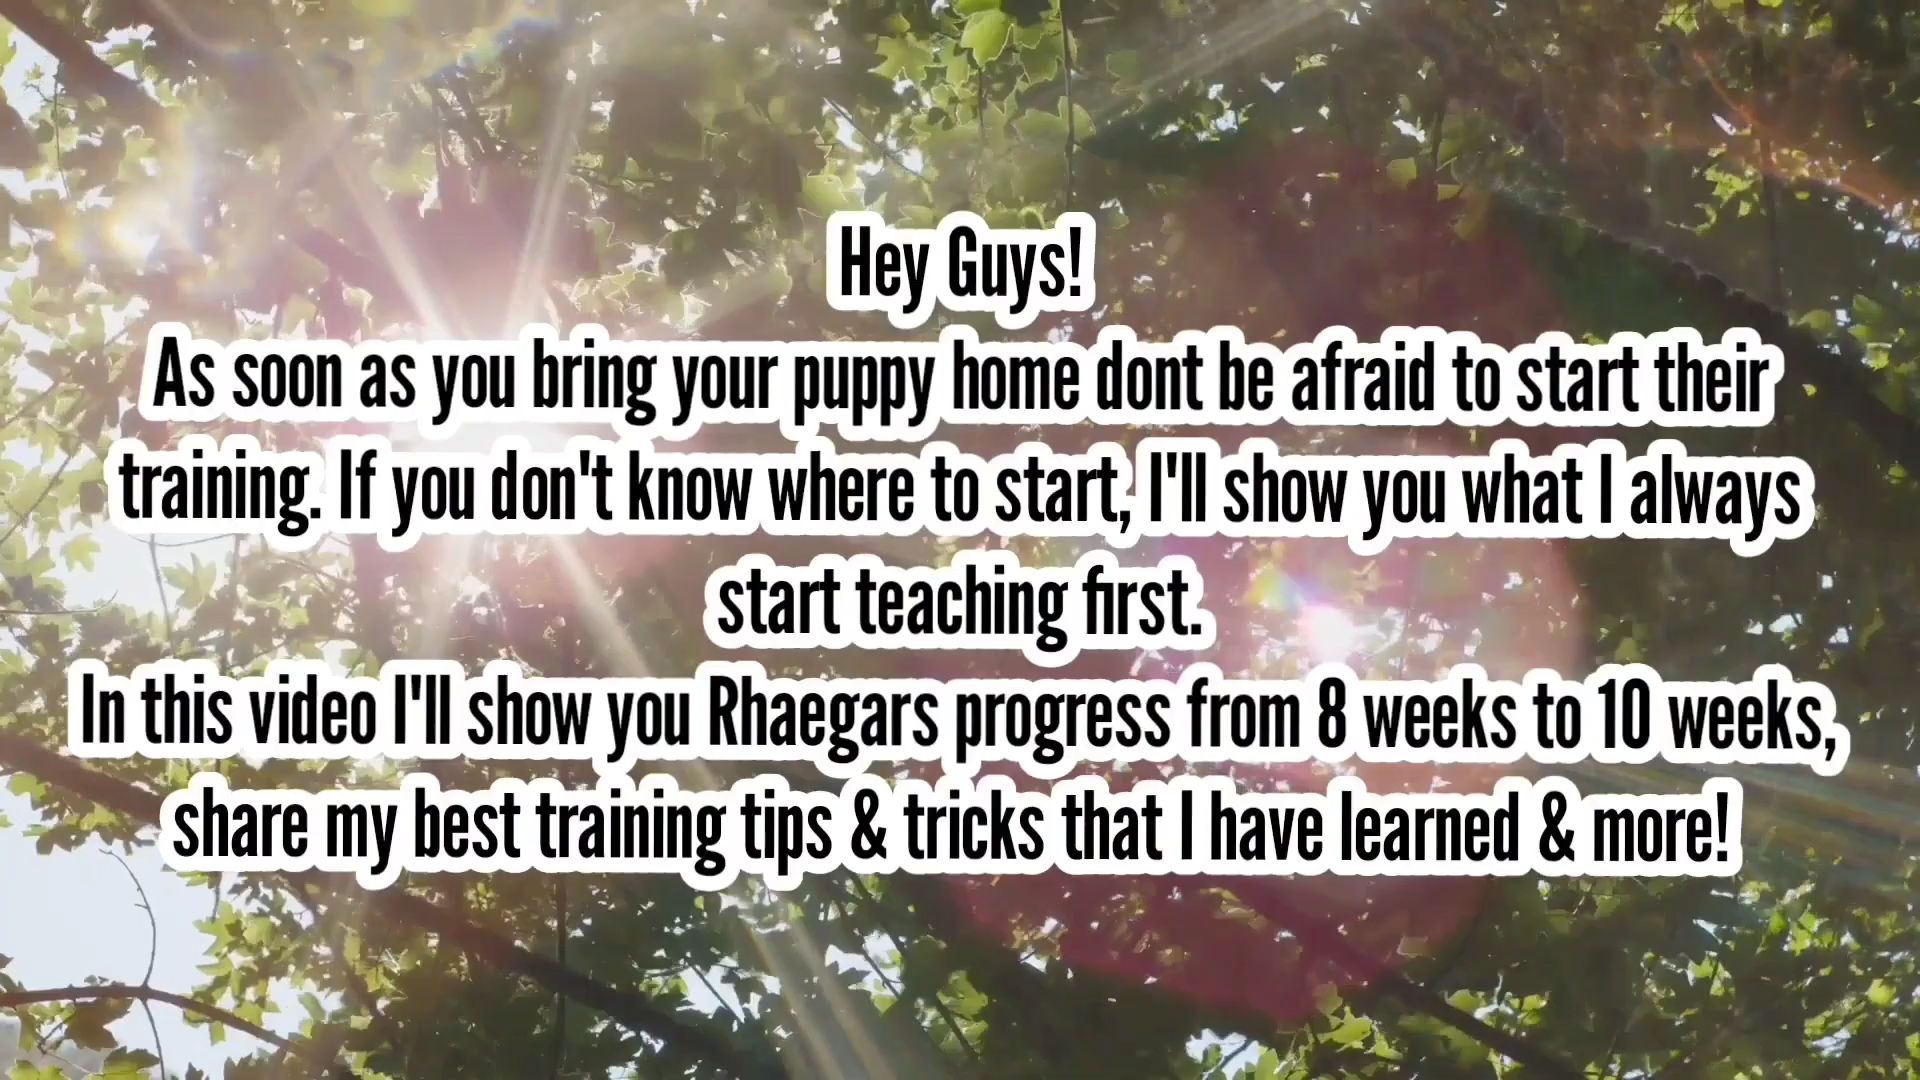 Hey Guys!
As soon as you bring your puppy home dont be afraid to start their
training. If you don't know where to start, I'll show you what I always
start teaching first.
In this video I'll show you Rhaegars progress from 8 weeks to 10 weeks,
share my best training tips & tricks that I have learned & more!